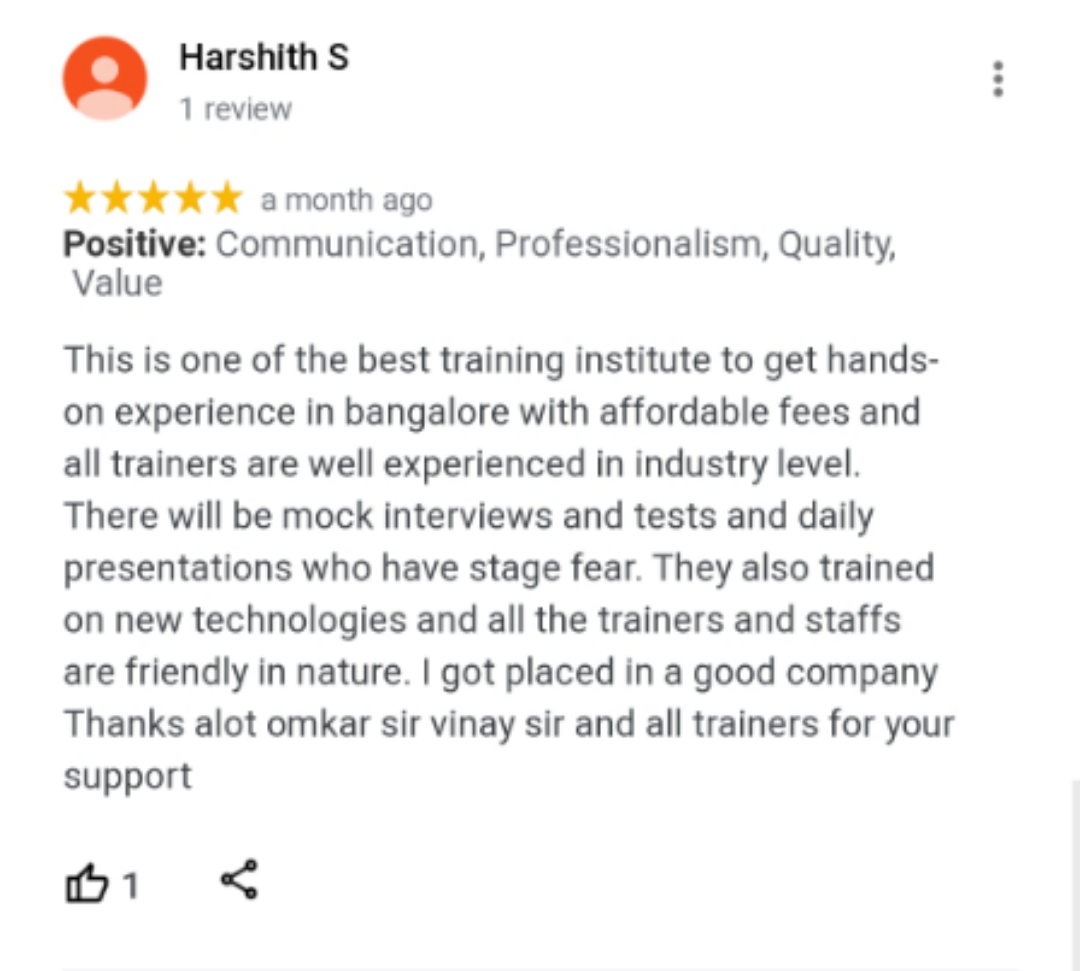 Harshith S
1 review
a month ago
Positive: Communication, Professionalism, Quality,
Value
This is one of the best training institute to get hands-
on experience in bangalore with affordable fees and
all trainers are well experienced in industry level.
There will be mock interviews and tests and daily
presentations who have stage fear. They also trained
on new technologies and all the trainers and staffs
are friendly in nature. I got placed in a good company
Thanks alot omkar sir vinay sir and all trainers for your
support
1